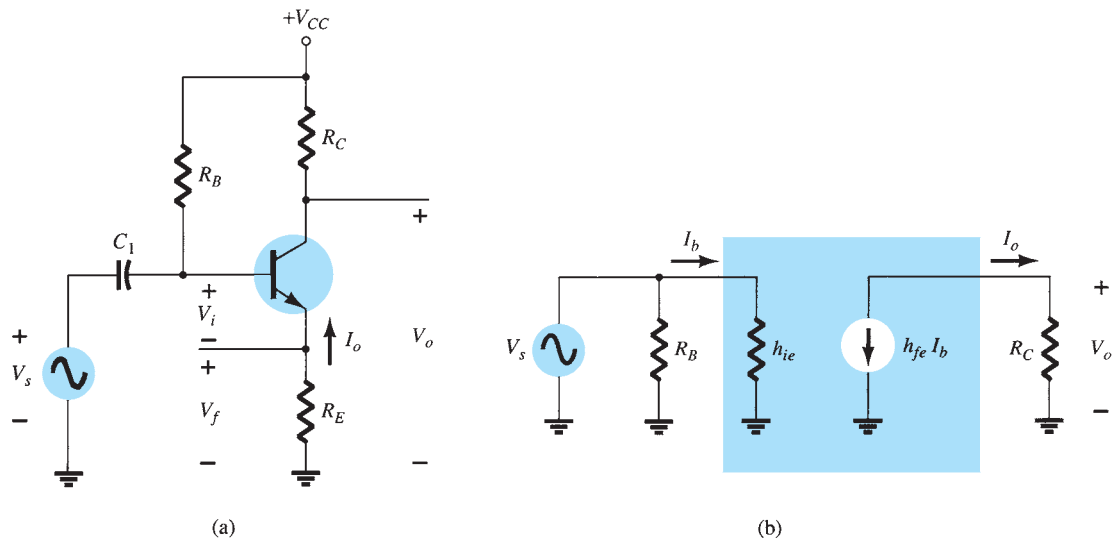 +V_CC
R_C
R_B
C_1
+
V_i
−
I_o
+
V_o
−
+
V_s
−
+
V_f
−
R_E
(a)
I_b
I_o
V_s
R_B
h_ie
h_fe I_b
R_C
+
V_o
−
(b)